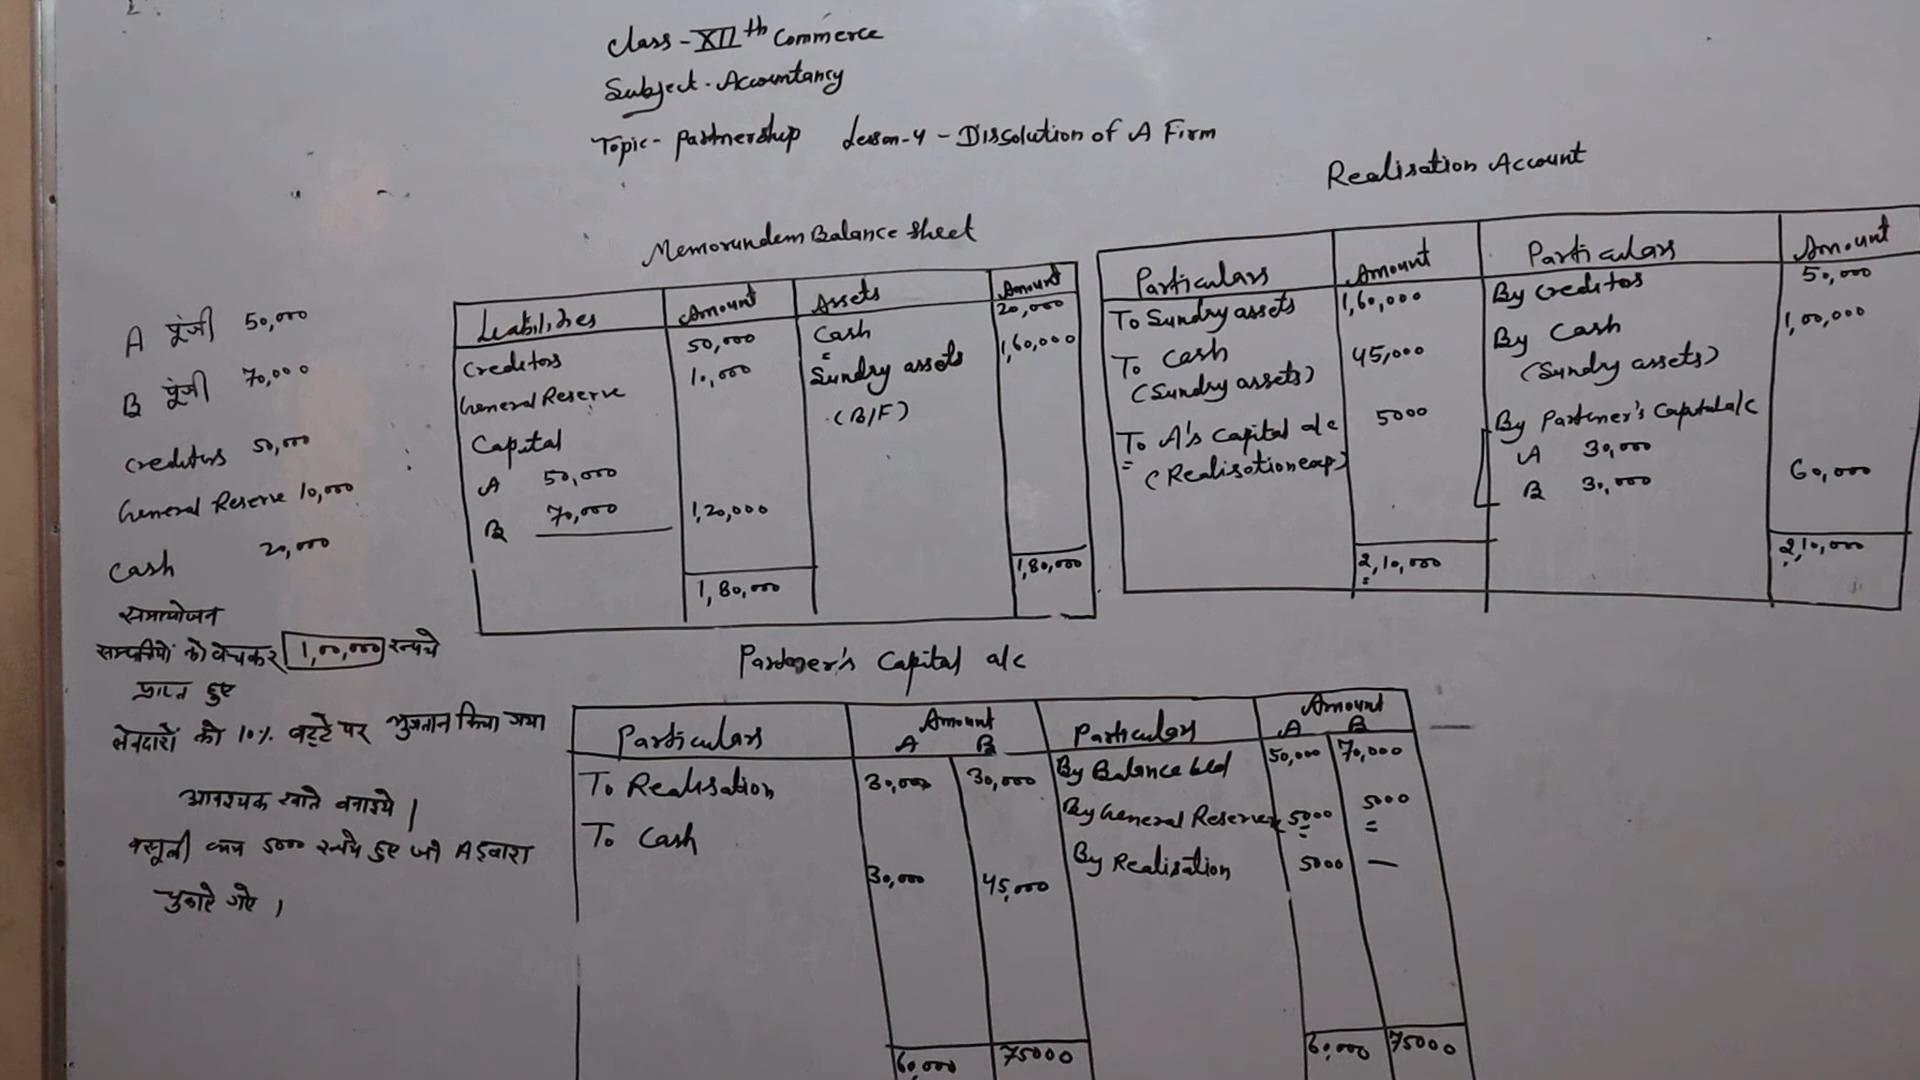 Class - XIIth Commerce
Subject - Accountancy
Topic - Partnership Lesson-4 - Dissolution of A Firm
A पूंजी 50,000
B पूंजी 70,000
Creditors 50,000
General Reserve 10,000
Cash 20,000
समायोजन
सम्पत्तियों को बेचकर 1,00,000 रुपये
प्राप्त हुए
लेनदारों को 10% बट्टे पर भुगतान किया गया
आवश्यक खाते बनाइये।
वसूली व्यय 5000 रुपये हुए जो A द्वारा
चुकाए गए।
Memorundem Balance Sheet
Liabilities Amount Assets Amount
Creditors 50,000 Cash 20,000
General Reserve 10,000 Sundry assets 1,60,000
(B/F)
Capital
A 50,000
B 70,000 1,20,000
1,80,000 1,80,000
Realisation Account
Particulars Amount Particulars Amount
To Sundry assets 1,60,000 By Creditos 50,000
To Cash 45,000 By Cash 1,00,000
(Sundry assets) (Sundry assets)
To A's Capital a/c 5000 By Partener's Capital a/c
(Realisation exp) A 30,000
B 30,000 60,000
2,10,000 2,10,000
Partner's Capital a/c
Particulars Amount Particulars Amount
A B A B
To Realisation 30,000 30,000 By Balance b/d 50,000 70,000
To Cash 30,000 45,000 By General Reserve 5000 5000
By Realisation 5000 —
60,000 75000 60,000 75000